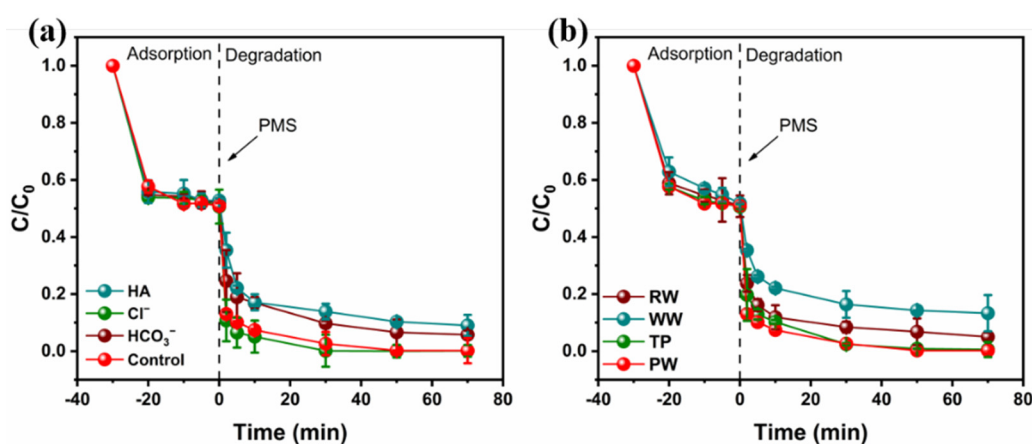 (a)
Adsorption
Degradation
PMS
1.0
0.8
0.6
0.4
0.2
0.0
C/C0
HA
Cl⁻
HCO₃⁻
Control
-40 -20 0 20 40 60 80
Time (min)
(b)
Adsorption
Degradation
PMS
1.0
0.8
0.6
0.4
0.2
0.0
C/C0
RW
WW
TP
PW
-40 -20 0 20 40 60 80
Time (min)